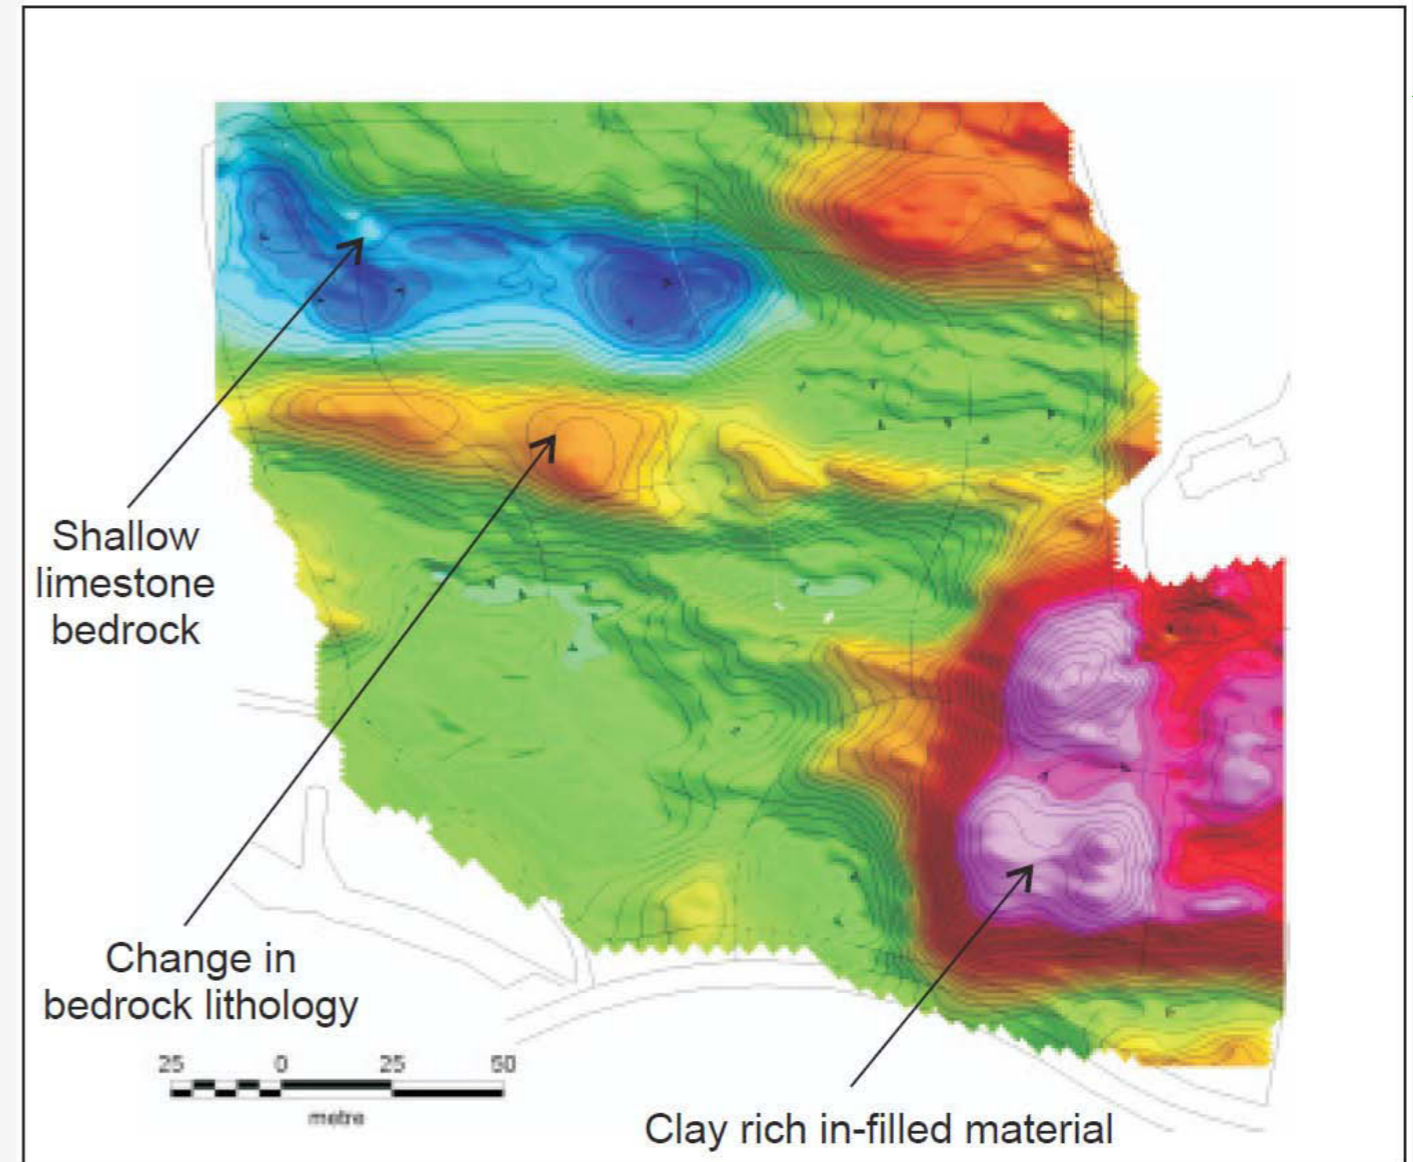 Shallow
limestone
bedrock
Change in
bedrock lithology
25 0 25 50
metre
Clay rich in-filled material